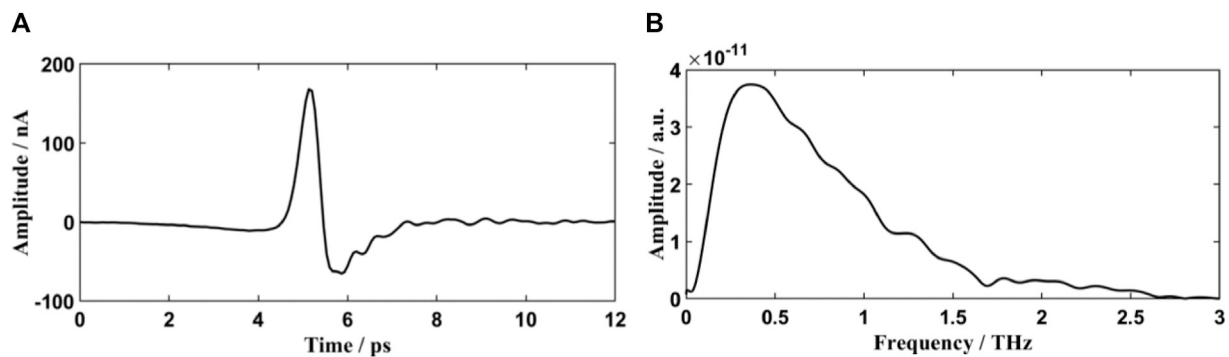 A
200
100
0
-100
Amplitude / nA
0 2 4 6 8 10 12
Time / ps
B
×10⁻¹¹
4
3
2
1
0
Amplitude / a.u.
0 0.5 1 1.5 2 2.5 3
Frequency / THz